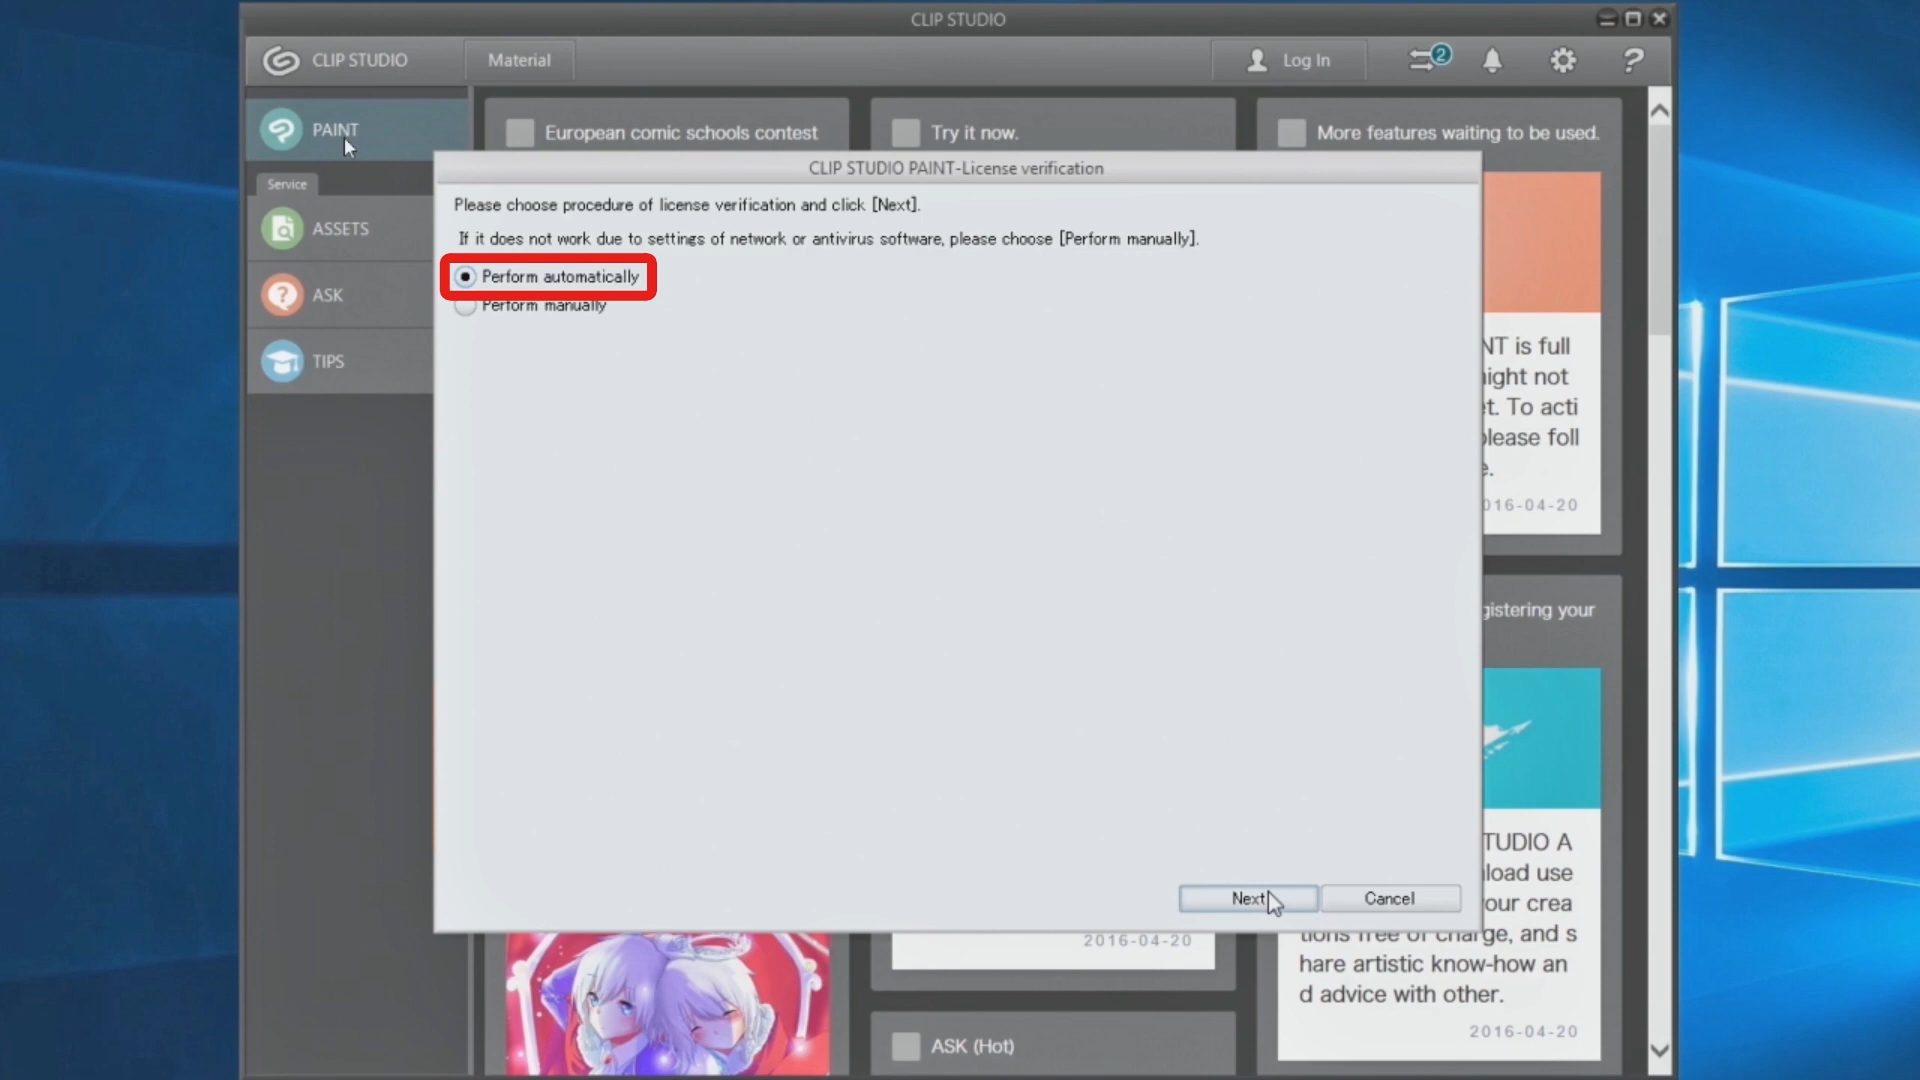 CLIP STUDIO
CLIP STUDIO
Material
Log In
2
PAINT
Service
ASSETS
ASK
TIPS
European comic schools contest
Try it now.
More features waiting to be used.
CLIP STUDIO PAINT-License verification
Please choose procedure of license verification and click [Next].
If it does not work due to settings of network or antivirus software, please choose [Perform manually].
Perform automatically
Perform manually
Next
Cancel
NT is full
ight not
t. To acti
lease foll
e.
016-04-20
gistering your
TUDIO A
load use
our crea
tions free of charge, and s
hare artistic know-how an
d advice with other.
2016-04-20
2016-04-20
ASK (Hot)